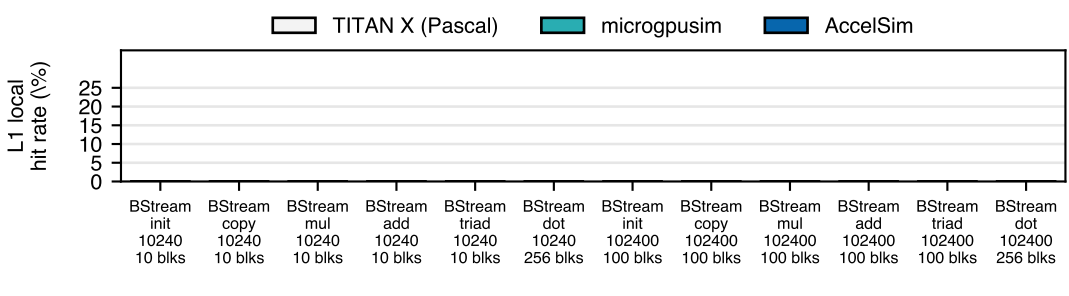 TITAN X (Pascal) microgpusim AccelSim
L1 local
hit rate (\%)
25
20
15
10
5
0
BStream BStream BStream BStream BStream BStream BStream BStream BStream BStream BStream BStream
init copy mul add triad dot init copy mul add triad dot
10240 10240 10240 10240 10240 10240 102400 102400 102400 102400 102400 102400
10 blks 10 blks 10 blks 10 blks 10 blks 256 blks 100 blks 100 blks 100 blks 100 blks 100 blks 256 blks